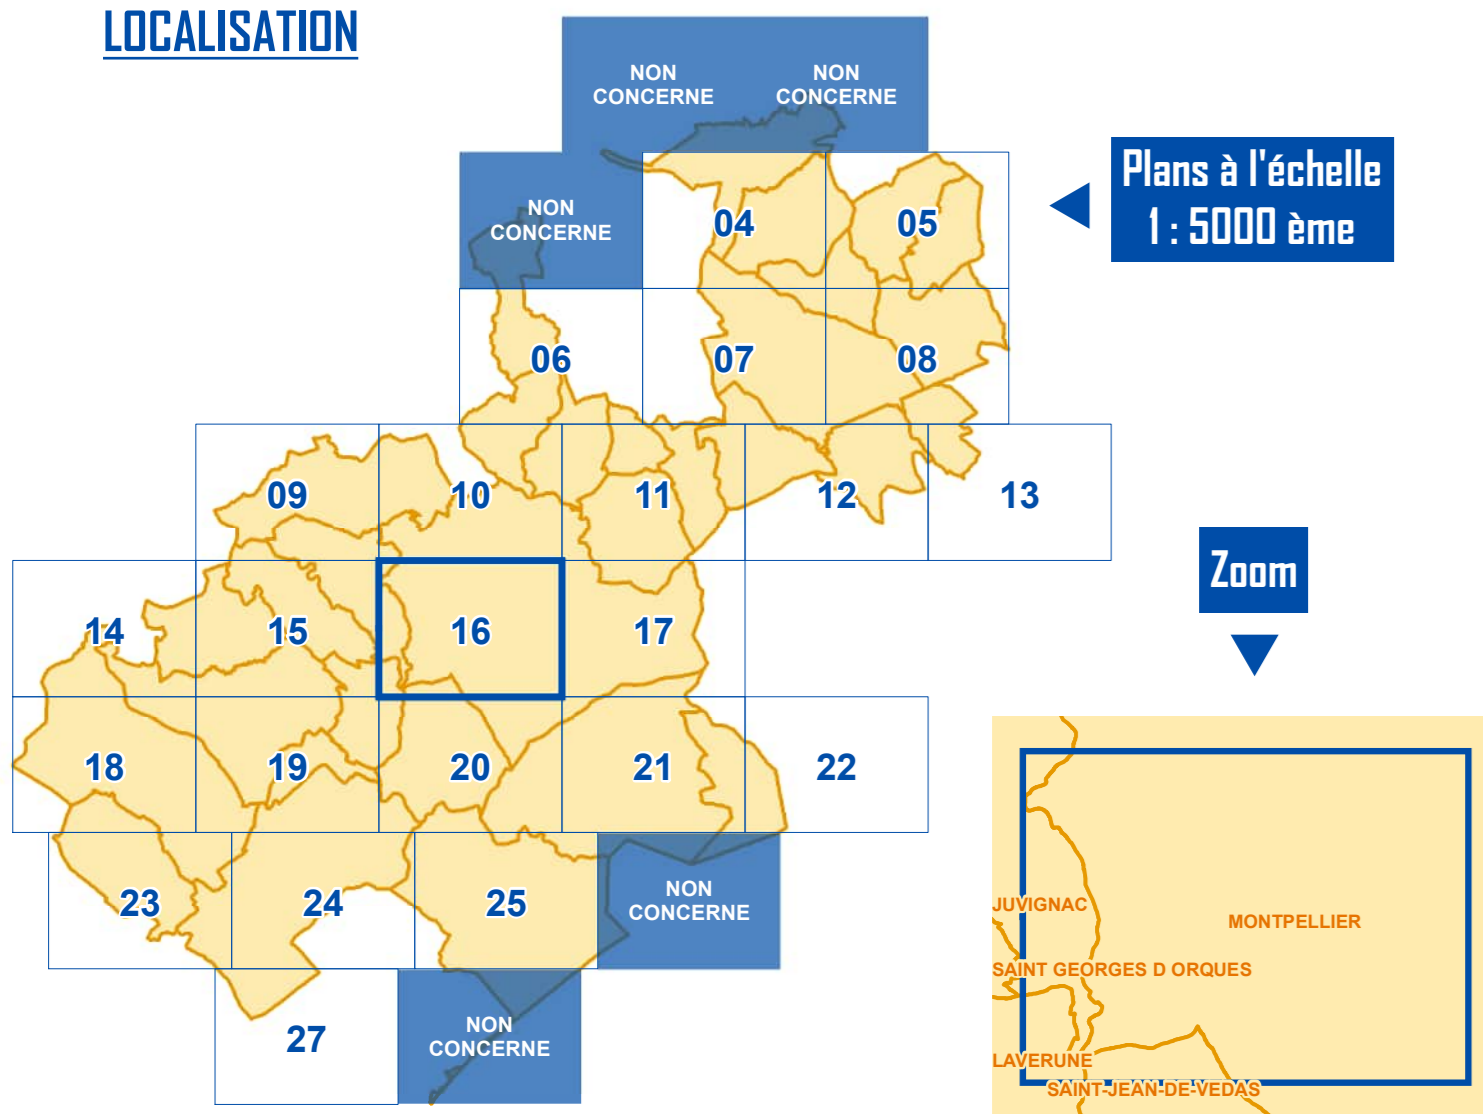 LOCALISATION
NON
CONCERNE
NON
CONCERNE
NON
CONCERNE
04
05
Plans à l'échelle
1 : 5000 ème
06
07
08
09
10
11
12
13
14
15
16
17
Zoom
18
19
20
21
22
23
24
25
NON
CONCERNE
27
NON
CONCERNE
JUVIGNAC
MONTPELLIER
SAINT GEORGES D ORQUES
LAVERUNE
SAINT-JEAN-DE-VEDAS